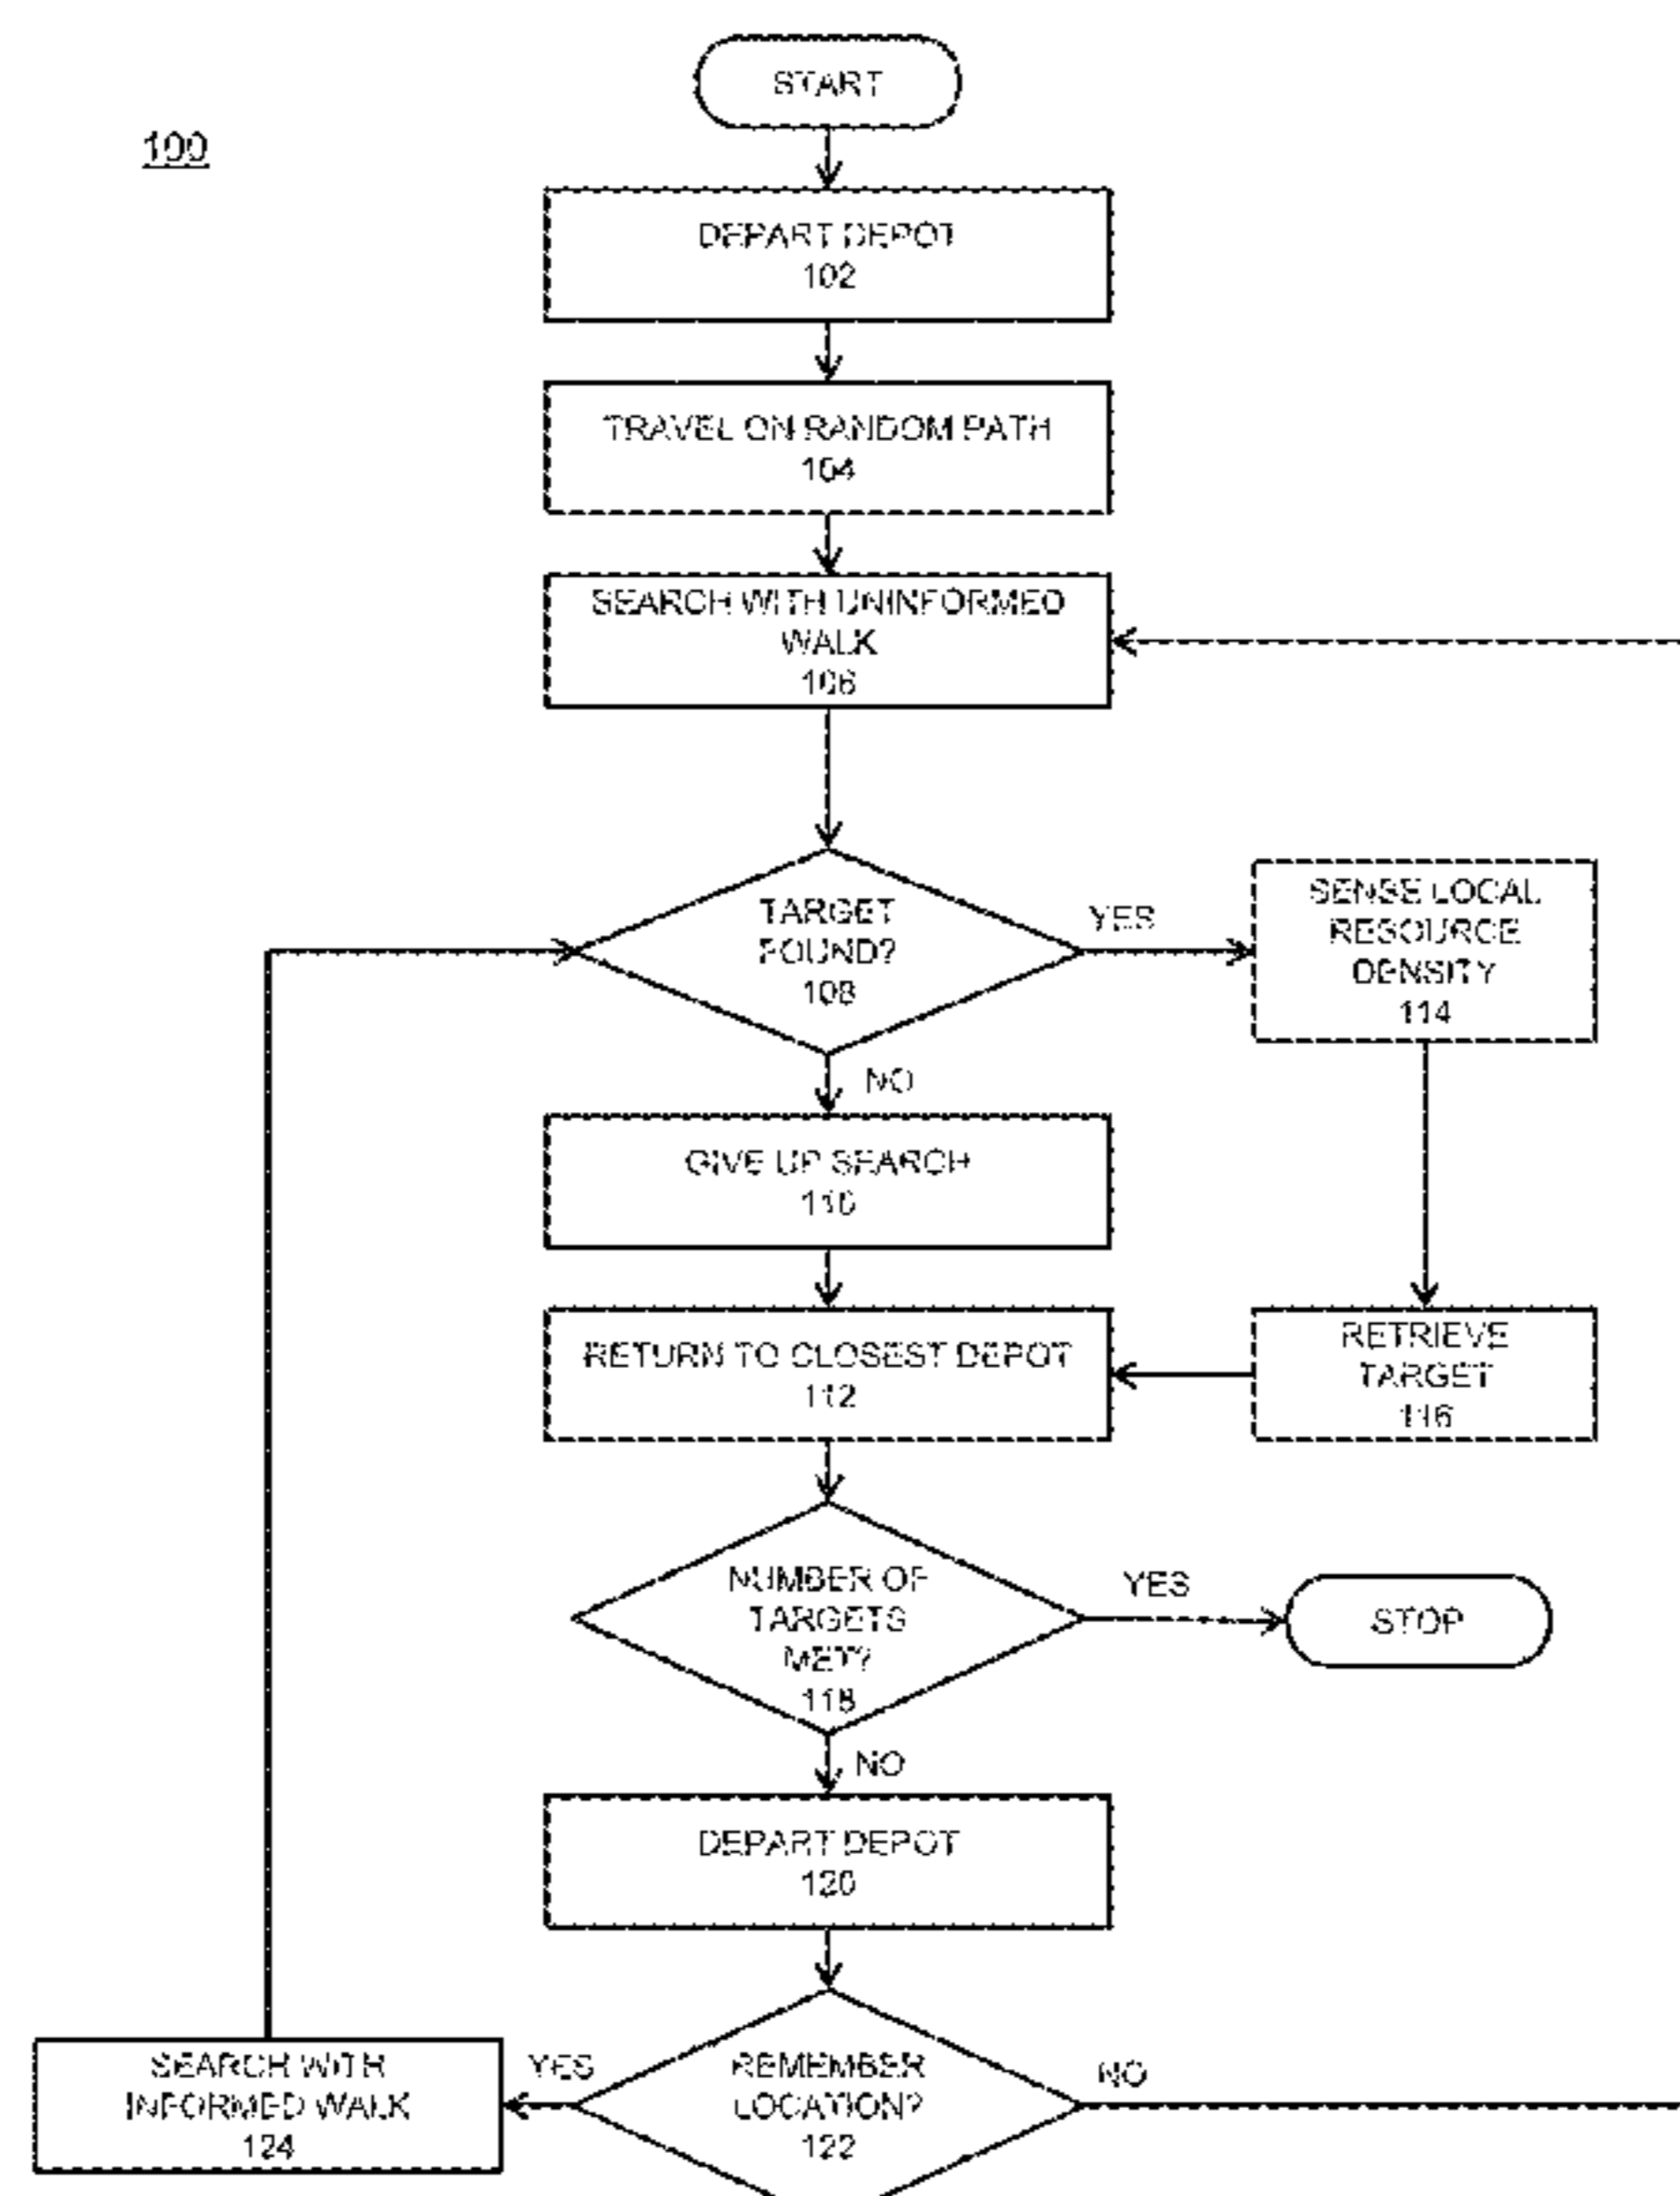 100
START
DEPART DEPOT
102
TRAVEL ON RANDOM PATH
104
SEARCH WITH UNINFORMED
WALK
106
TARGET
FOUND?
108
YES
SENSE LOCAL
RESOURCE
DENSITY
114
NO
GIVE UP SEARCH
110
RETURN TO CLOSEST DEPOT
112
RETRIEVE
TARGET
116
NUMBER OF
TARGETS
MET?
118
YES
STOP
NO
DEPART DEPOT
120
REMEMBER
LOCATION?
122
YES
NO
SEARCH WITH
INFORMED WALK
124